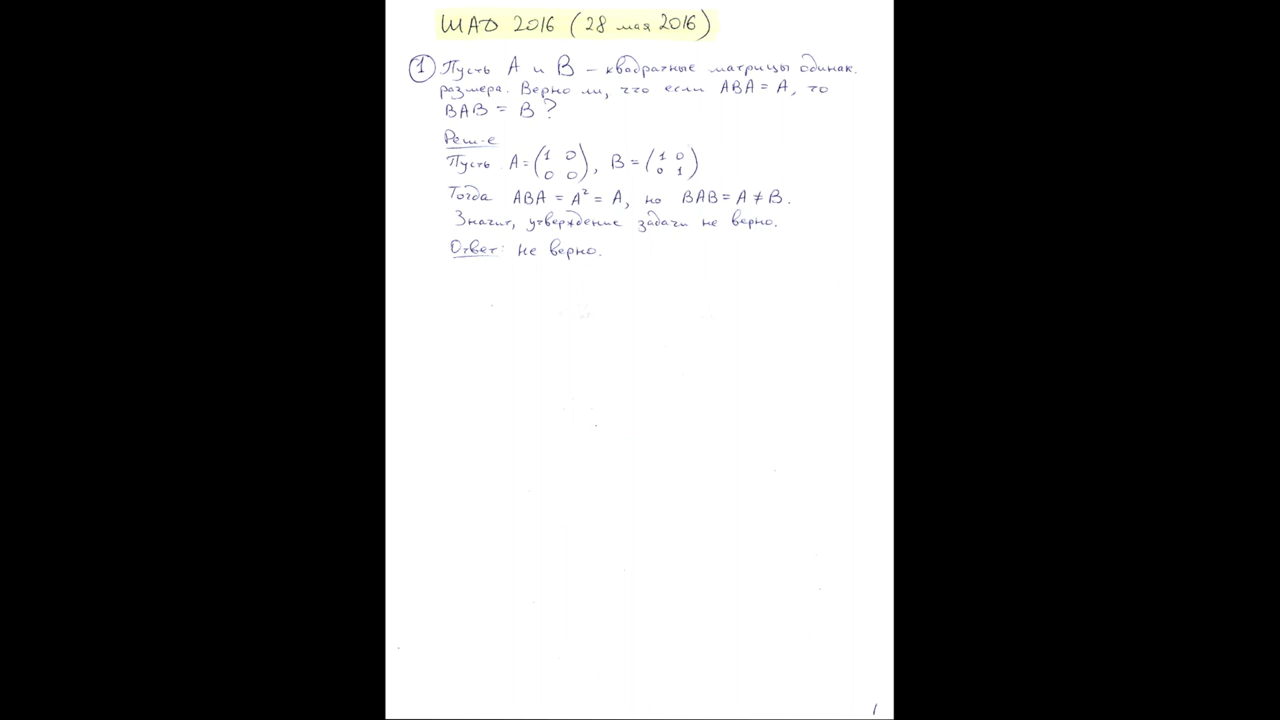 ШАД 2016 (28 мая 2016)
① Пусть A и B – квадратные матрицы одинак.
размера. Верно ли, что если ABA = A, то
BAB = B ?
Реш-е
Пусть A = (1 0 0 0), B = (1 0 0 1)
Тогда ABA = A² = A, но BAB = A ≠ B.
Значит, утверждение задачи не верно.
Ответ: не верно.
1